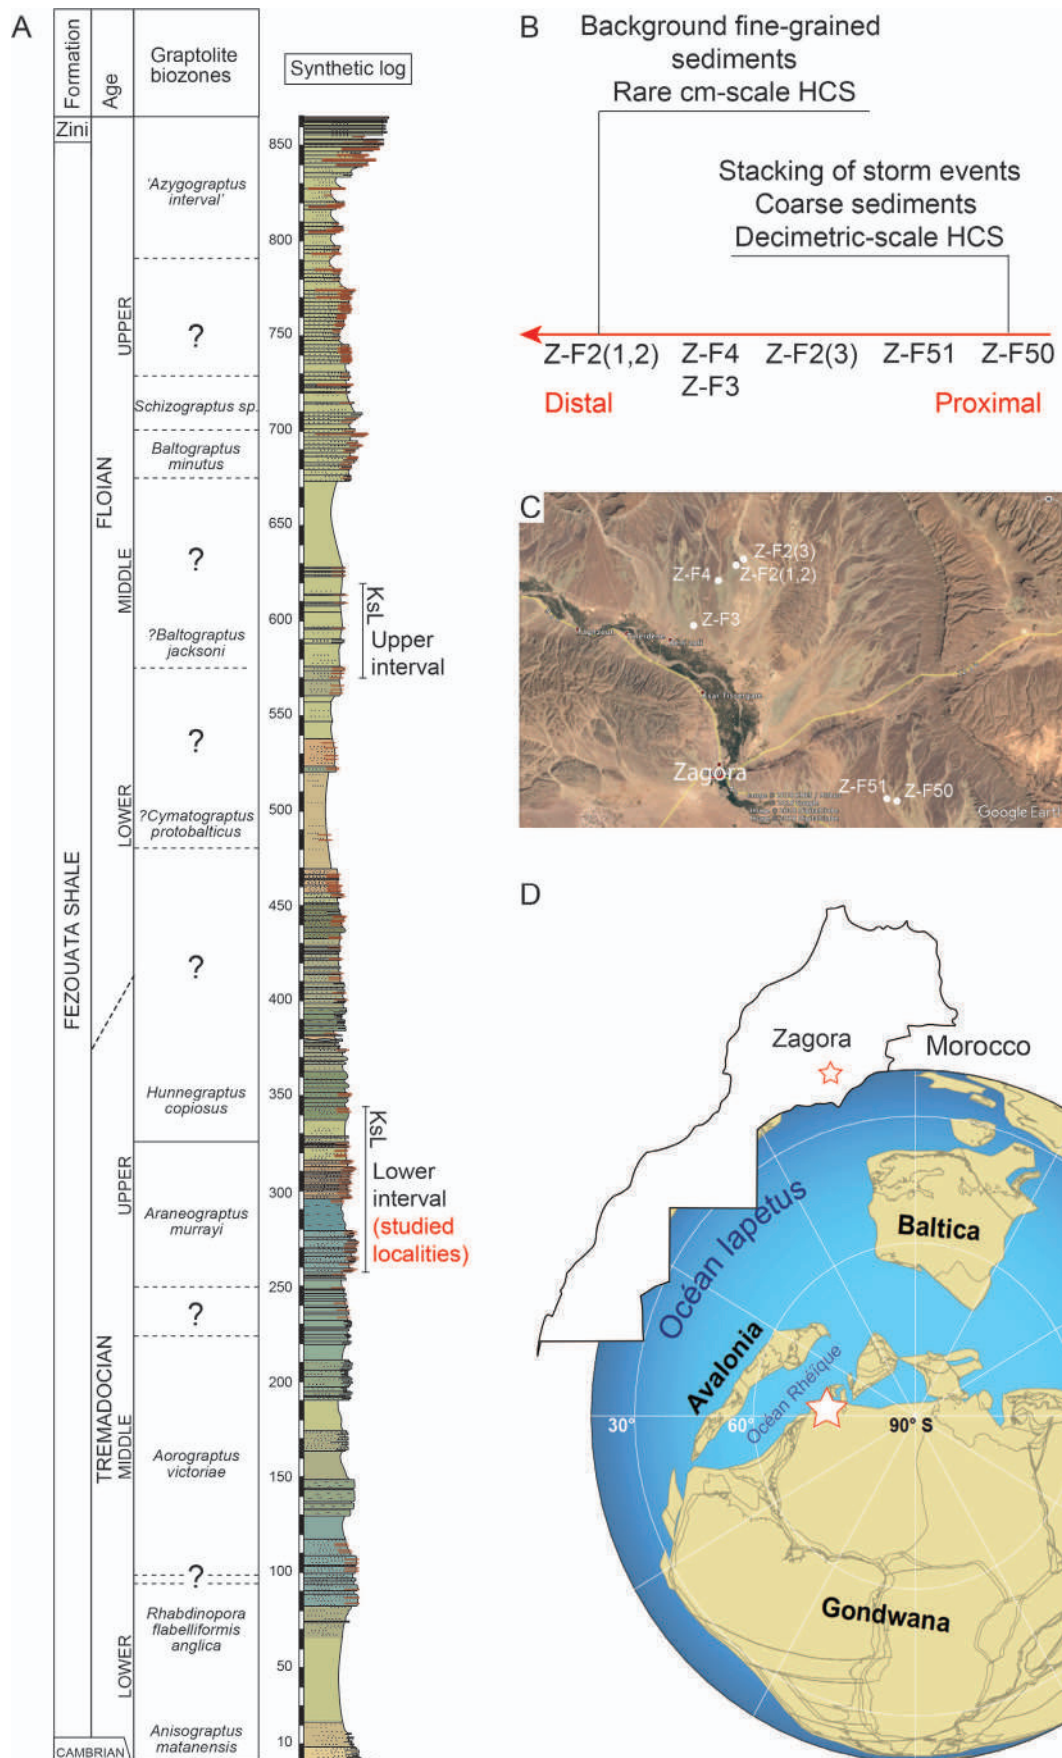 A
Formation
Age
Graptolite
biozones
Synthetic log
Zini
FEZOUATA SHALE
CAMBRIAN
FLOIAN
TREMADOCIAN
UPPER
MIDDLE
LOWER
UPPER
MIDDLE
LOWER
'Azygograptus
interval'
?
Schizograptus sp.
Baltograptus
minutus
?
?Baltograptus
jacksoni
?
?Cymatograptus
protobalticus
?
Hunnegraptus
copiosus
Araneograptus
murrayi
?
Aorograptus
victoriae
?
Rhabdinopora
flabelliformis
anglica
Anisograptus
matanensis
850
800
750
700
650
600
550
500
450
400
350
300
250
200
150
100
50
10
KsL
Upper
interval
KsL
Lower
interval
(studied
localities)
B
Background fine-grained
sediments
Rare cm-scale HCS
Stacking of storm events
Coarse sediments
Decimetric-scale HCS
Z-F2(1,2) Z-F4 Z-F2(3) Z-F51 Z-F50
Z-F3
Distal Proximal
C
Z-F2(3)
Z-F2(1,2)
Z-F4
Z-F3
Zagora
Z-F51
Z-F50
Google Earth
D
Zagora
Morocco
Océan Iapetus
Baltica
Avalonia
Océan Rhéïque
30°
60°
90° S
Gondwana